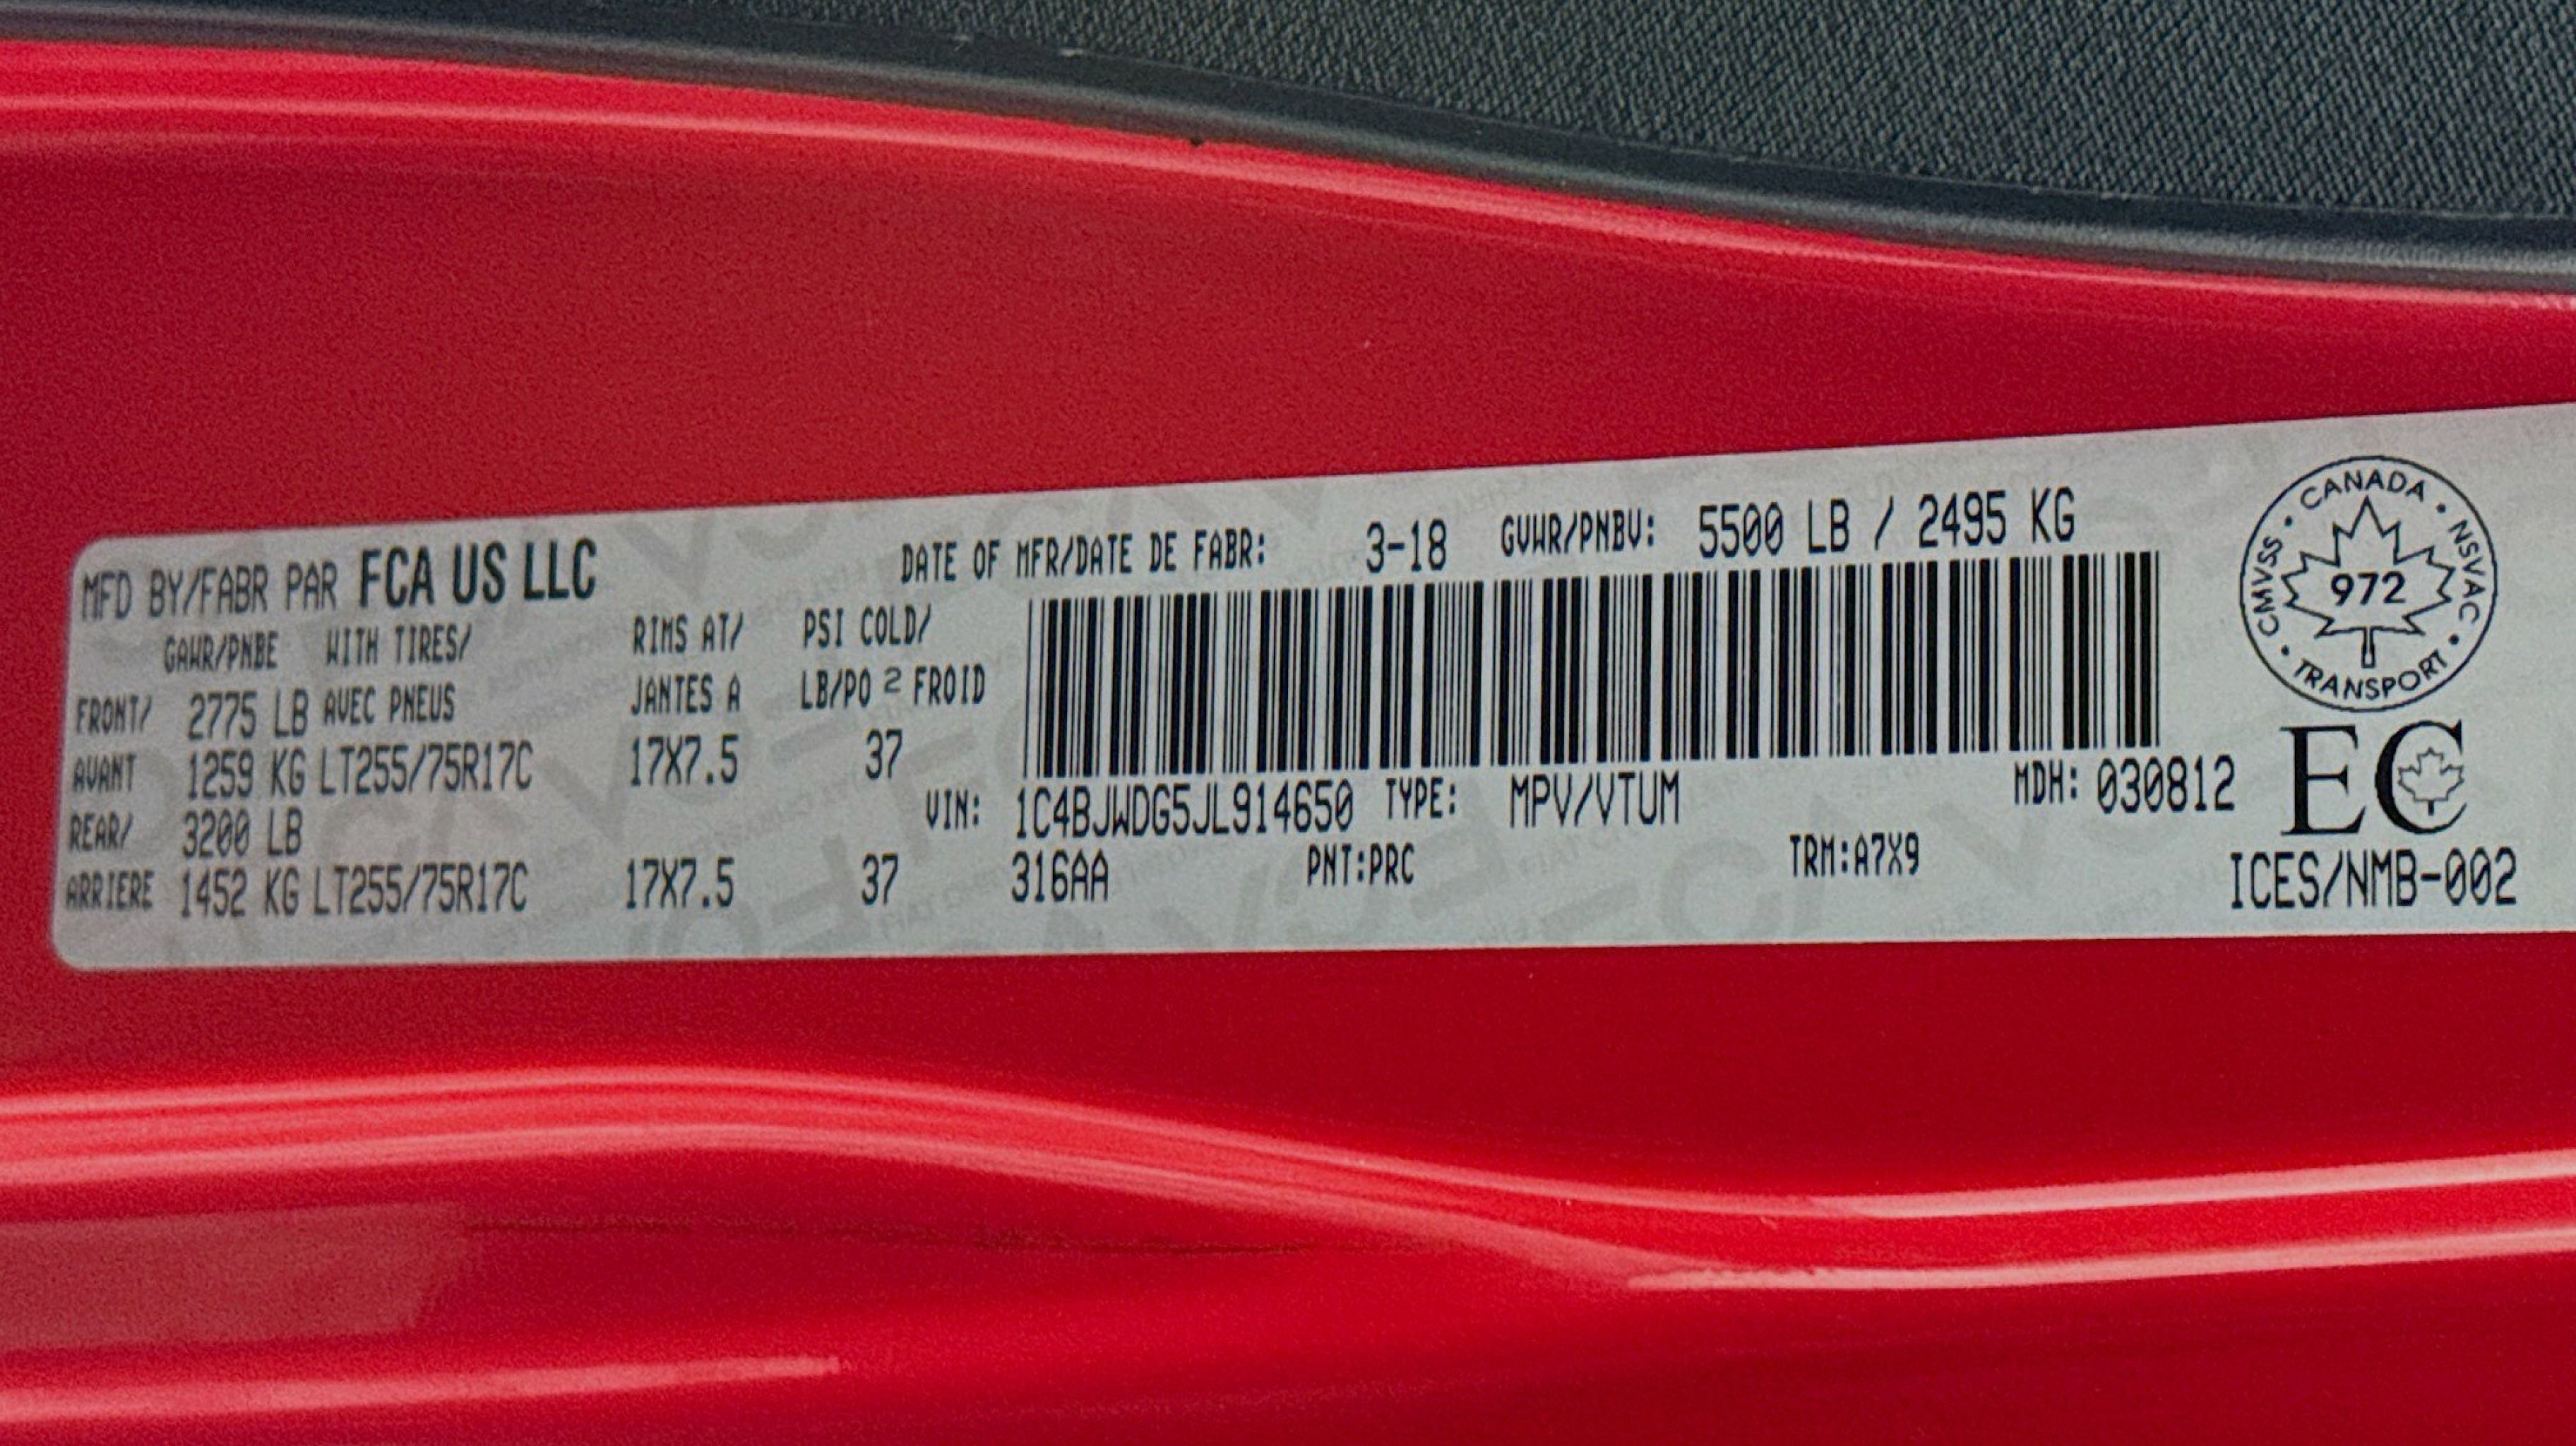 MFD BY/FABR PAR FCA US LLC
DATE OF MFR/DATE DE FABR: 3-18 GVWR/PNBV: 5500 LB / 2495 KG
GAWR/PNBE WITH TIRES/ RIMS AT/ PSI COLD/
FRONT/ 2775 LB AVEC PNEUS JANTES A LB/PO 2 FROID
AVANT 1259 KG LT255/75R17C 17X7.5 37
REAR/ 3200 LB
ARRIERE 1452 KG LT255/75R17C 17X7.5 37
VIN: 1C4BJWDG5JL914650 TYPE: MPV/VTUM MDH: 030812
316AA PNT:PRC TRM:A7X9
CANADA • NSVAC • TRANSPORT • CMVSS •
972
EC
ICES/NMB-002